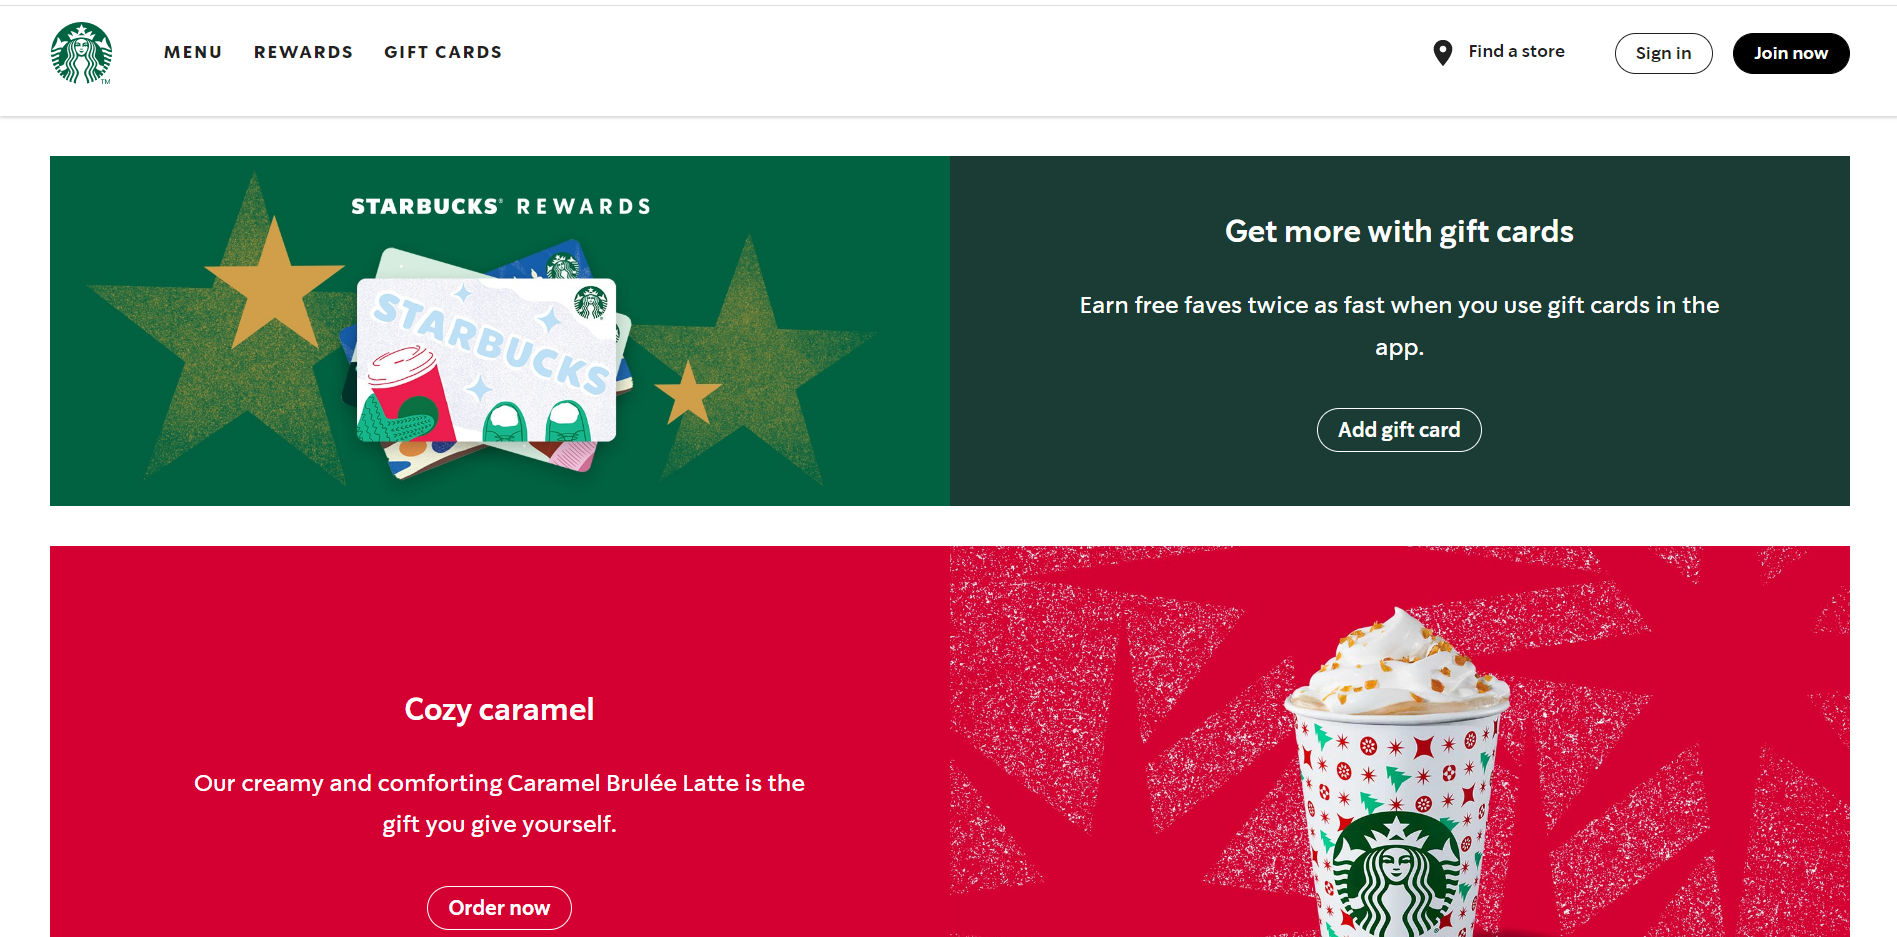 MENU REWARDS GIFT CARDS Find a store Sign in Join now
TM
STARBUCKS® REWARDS
STARBUCKS
Get more with gift cards
Earn free faves twice as fast when you use gift cards in the
app.
Add gift card
Cozy caramel
Our creamy and comforting Caramel Brulée Latte is the
gift you give yourself.
Order now